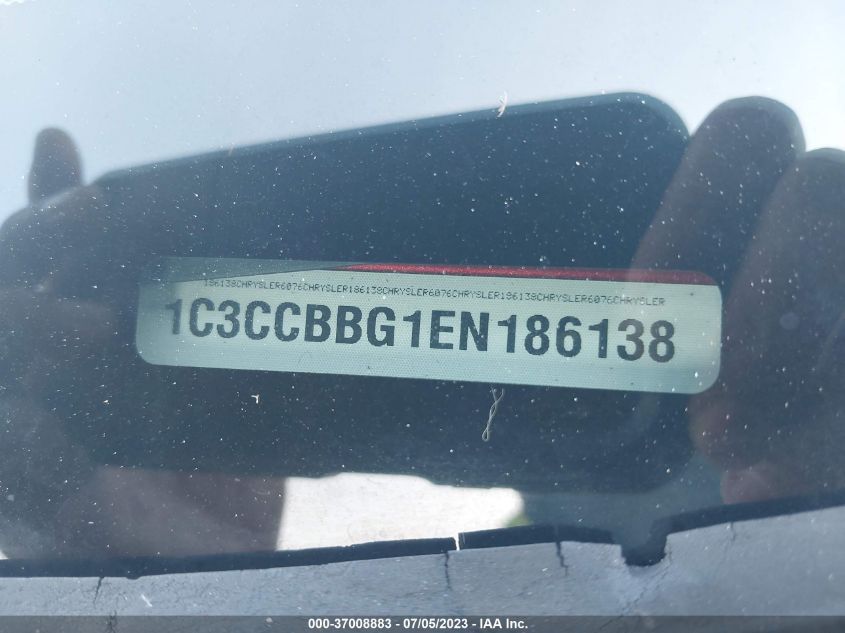 186138CHRYSLER6076CHRYSLER186138CHRYSLER6076CHRYSLER186138CHRYSLER6076CHRYSLER
1C3CCBBG1EN186138
000-37008883 - 07/05/2023 - IAA Inc.